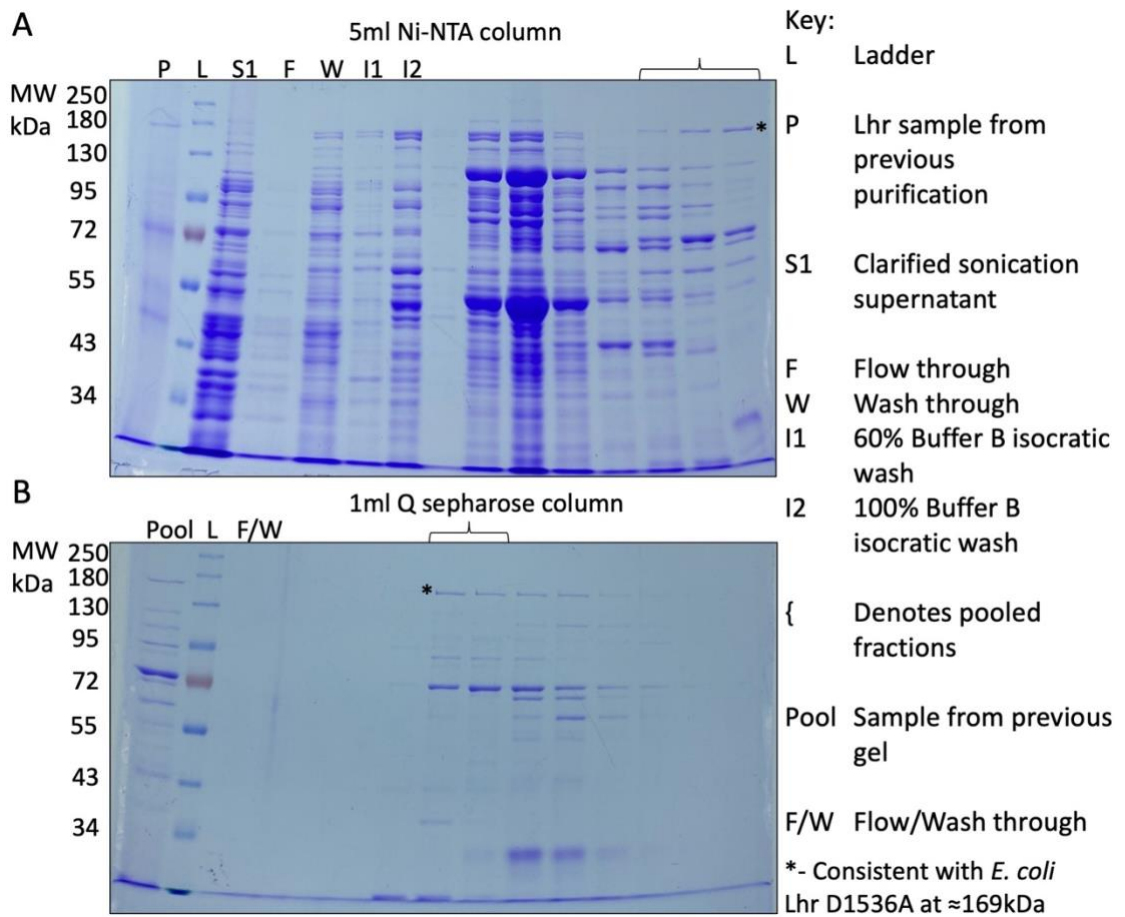 A
5ml Ni-NTA column
P L S1 F W I1 I2
MW
kDa
250
180
130
95
72
55
43
34
*
B
1ml Q sepharose column
Pool L F/W
MW
kDa
250
180
130
95
72
55
43
34
*
Key:
L Ladder
P Lhr sample from
previous
purification
S1 Clarified sonication
supernatant
F Flow through
W Wash through
I1 60% Buffer B isocratic
wash
I2 100% Buffer B
isocratic wash
{ Denotes pooled
fractions
Pool Sample from previous
gel
F/W Flow/Wash through
*- Consistent with E. coli
Lhr D1536A at ≈169kDa